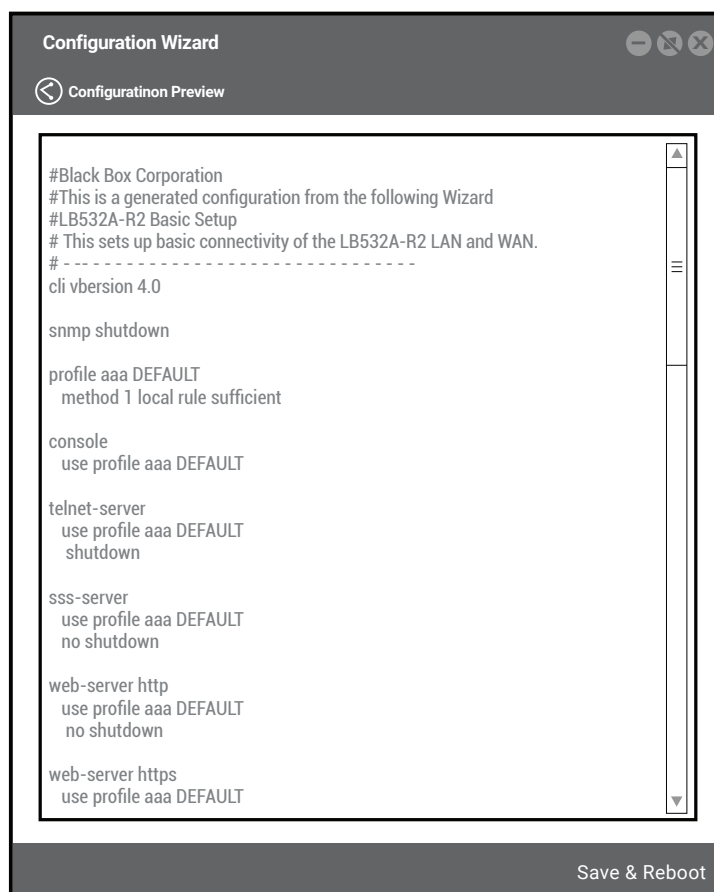 Configuration Wizard
Configuratinon Preview
#Black Box Corporation
#This is a generated configuration from the following Wizard
#LB532A-R2 Basic Setup
# This sets up basic connectivity of the LB532A-R2 LAN and WAN.
# - -- - - - - - - - - - - - - - - - - - - - - - - - - - - - - -
cli vbersion 4.0
snmp shutdown
profile aaa DEFAULT
method 1 local rule sufficient
console
use profile aaa DEFAULT
telnet-server
use profile aaa DEFAULT
shutdown
sss-server
use profile aaa DEFAULT
no shutdown
web-server http
use profile aaa DEFAULT
no shutdown
web-server https
use profile aaa DEFAULT
Save & Reboot